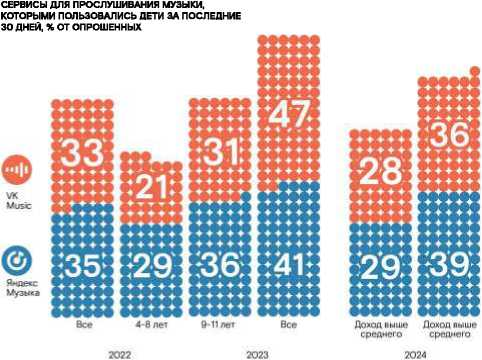 СЕРВИСЫ ДЛЯ ПРОСЛУШИВАНИЯ МУЗЫКИ,
КОТОРЫМИ ПОЛЬЗОВАЛИСЬ ДЕТИ ЗА ПОСЛЕДНИЕ
30 ДНЕЙ, % ОТ ОПРОШЕННЫХ
33
21
31
47
28
36
VK
Music
35
29
36
41
29
39
Яндекс
Музыка
Все
4-8 лет
9-11 лет
Все
Доход выше
среднего
Доход выше
среднего
2022
2023
2024